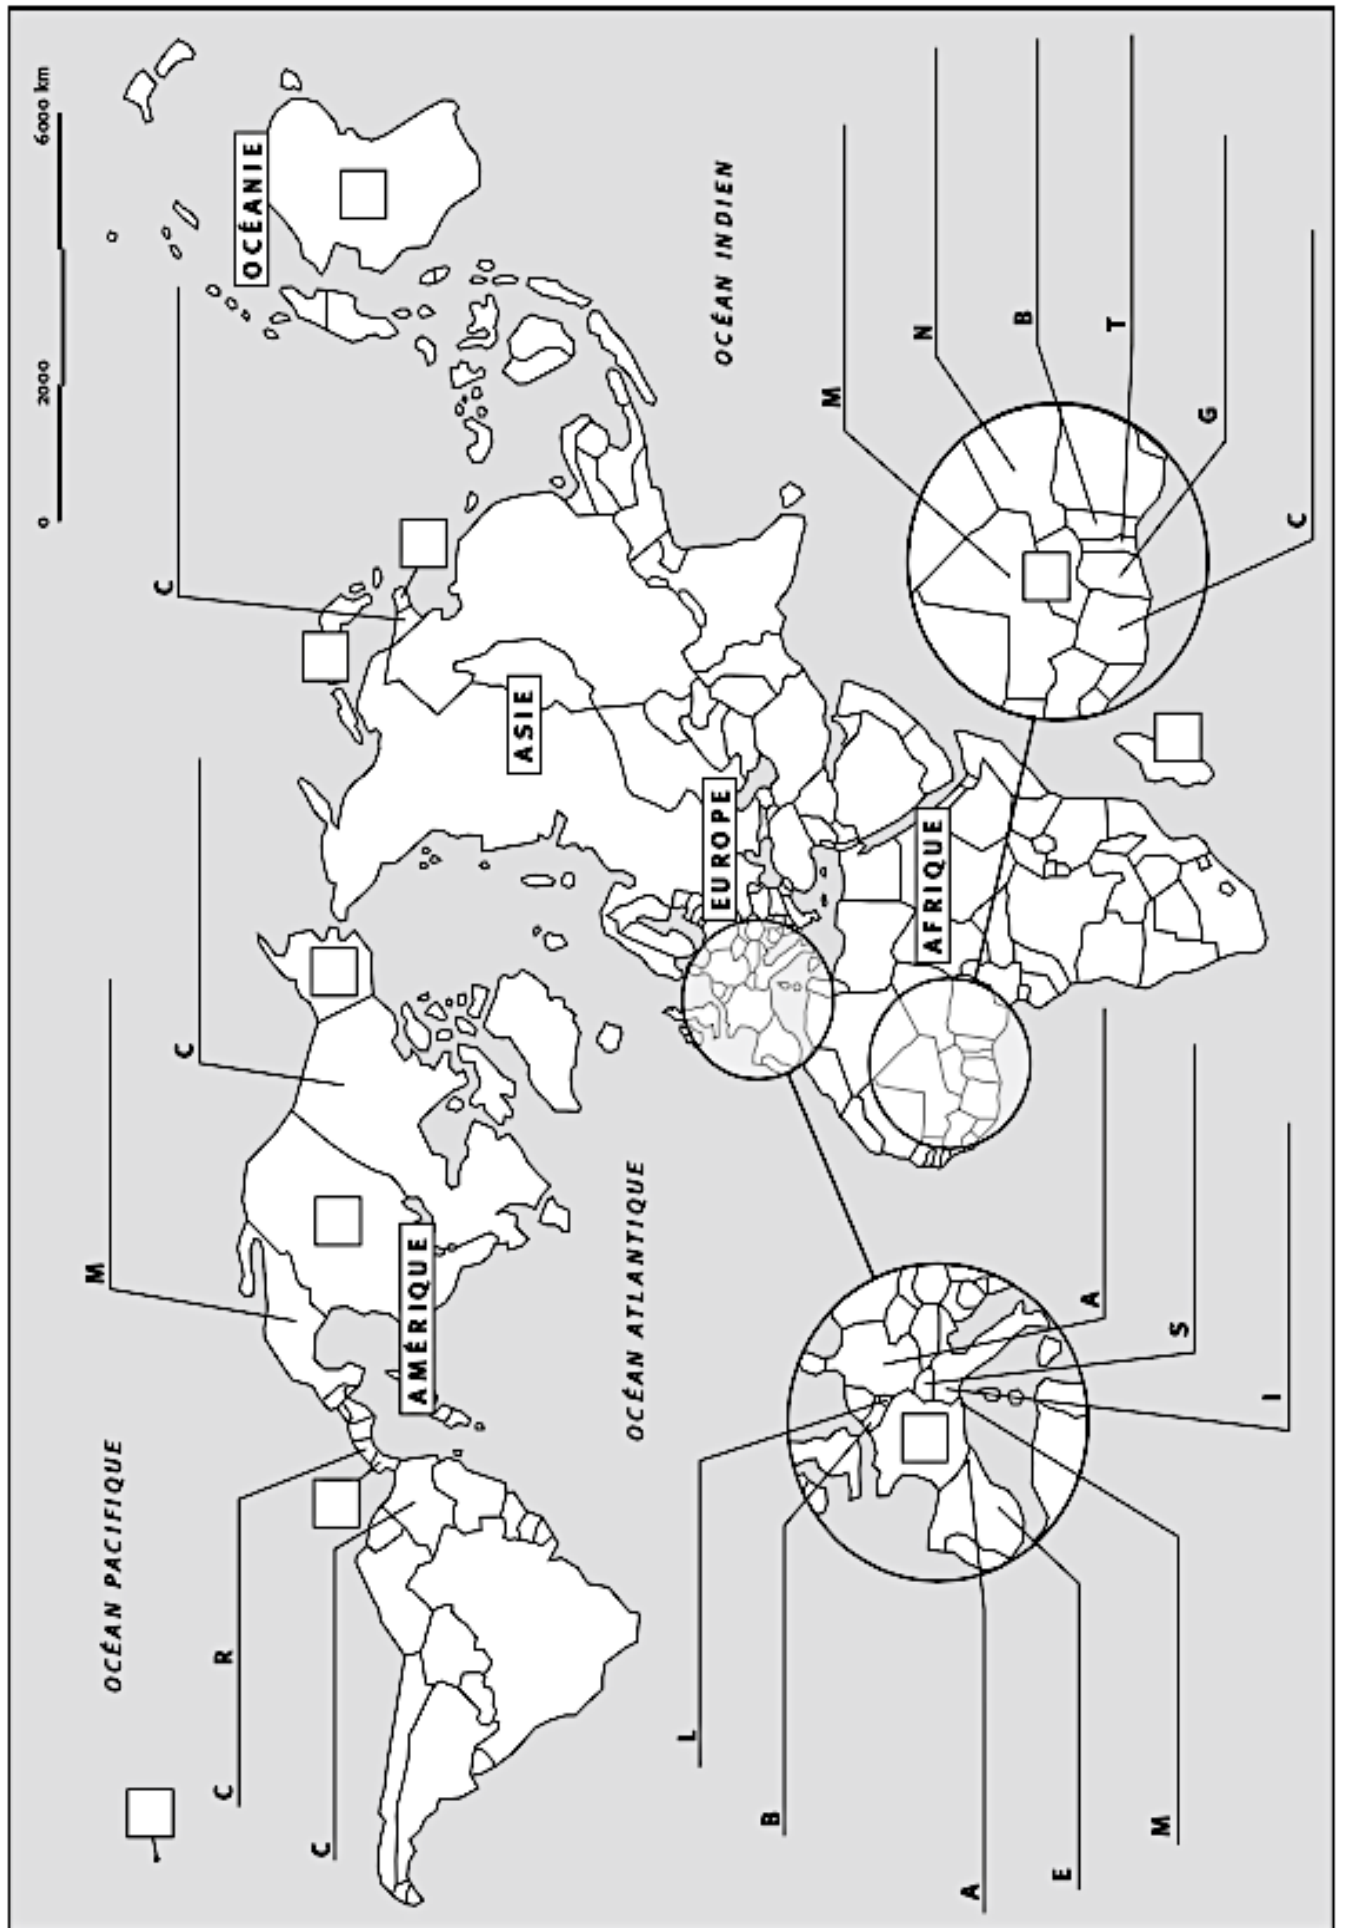 0 2000 6000 km
M
OCÉAN PACIFIQUE
C
C
C R
OCÉANIE
C
AMÉRIQUE
ASIE
OCÉAN ATLANTIQUE
L
EUROPE
OCÉAN INDIEN
B
M
N
AFRIQUE
A
B
E
A
T
M
S
G
I
C